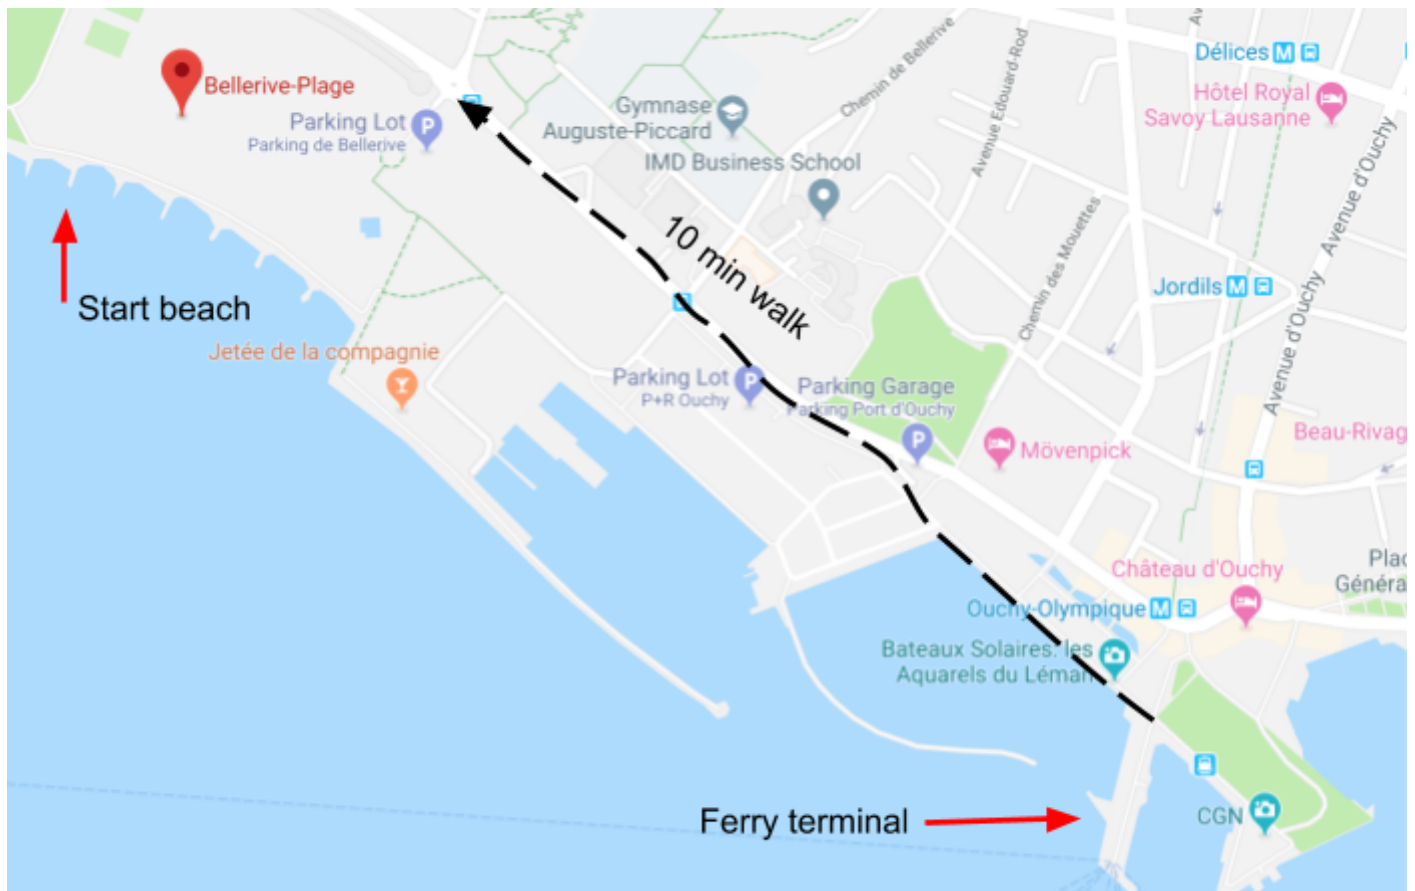 Délices M
Bellerive-Plage
Hôtel Royal
Savoy Lausanne
Parking Lot P
Parking de Bellerive
Gymnase
Auguste-Piccard
Chemin de Bellerive
Avenue Edouard-Rod
IMD Business School
Avenue d'Ouchy
Avenue d'Ouchy
Chemin des Mouettes
10 min walk
Start beach
Jordils M
Jetée de la compagnie
Parking Lot P
P+R Ouchy
Parking Garage
Parking Port d'Ouchy
P
Mövenpick
Beau-Rivag
Avenue d'Ouchy
Plac
Généra
Château d'Ouchy
Ouchy-Olympique M
Bateaux Solaires: les
Aquarels du Léman
Ferry terminal
CGN
Av